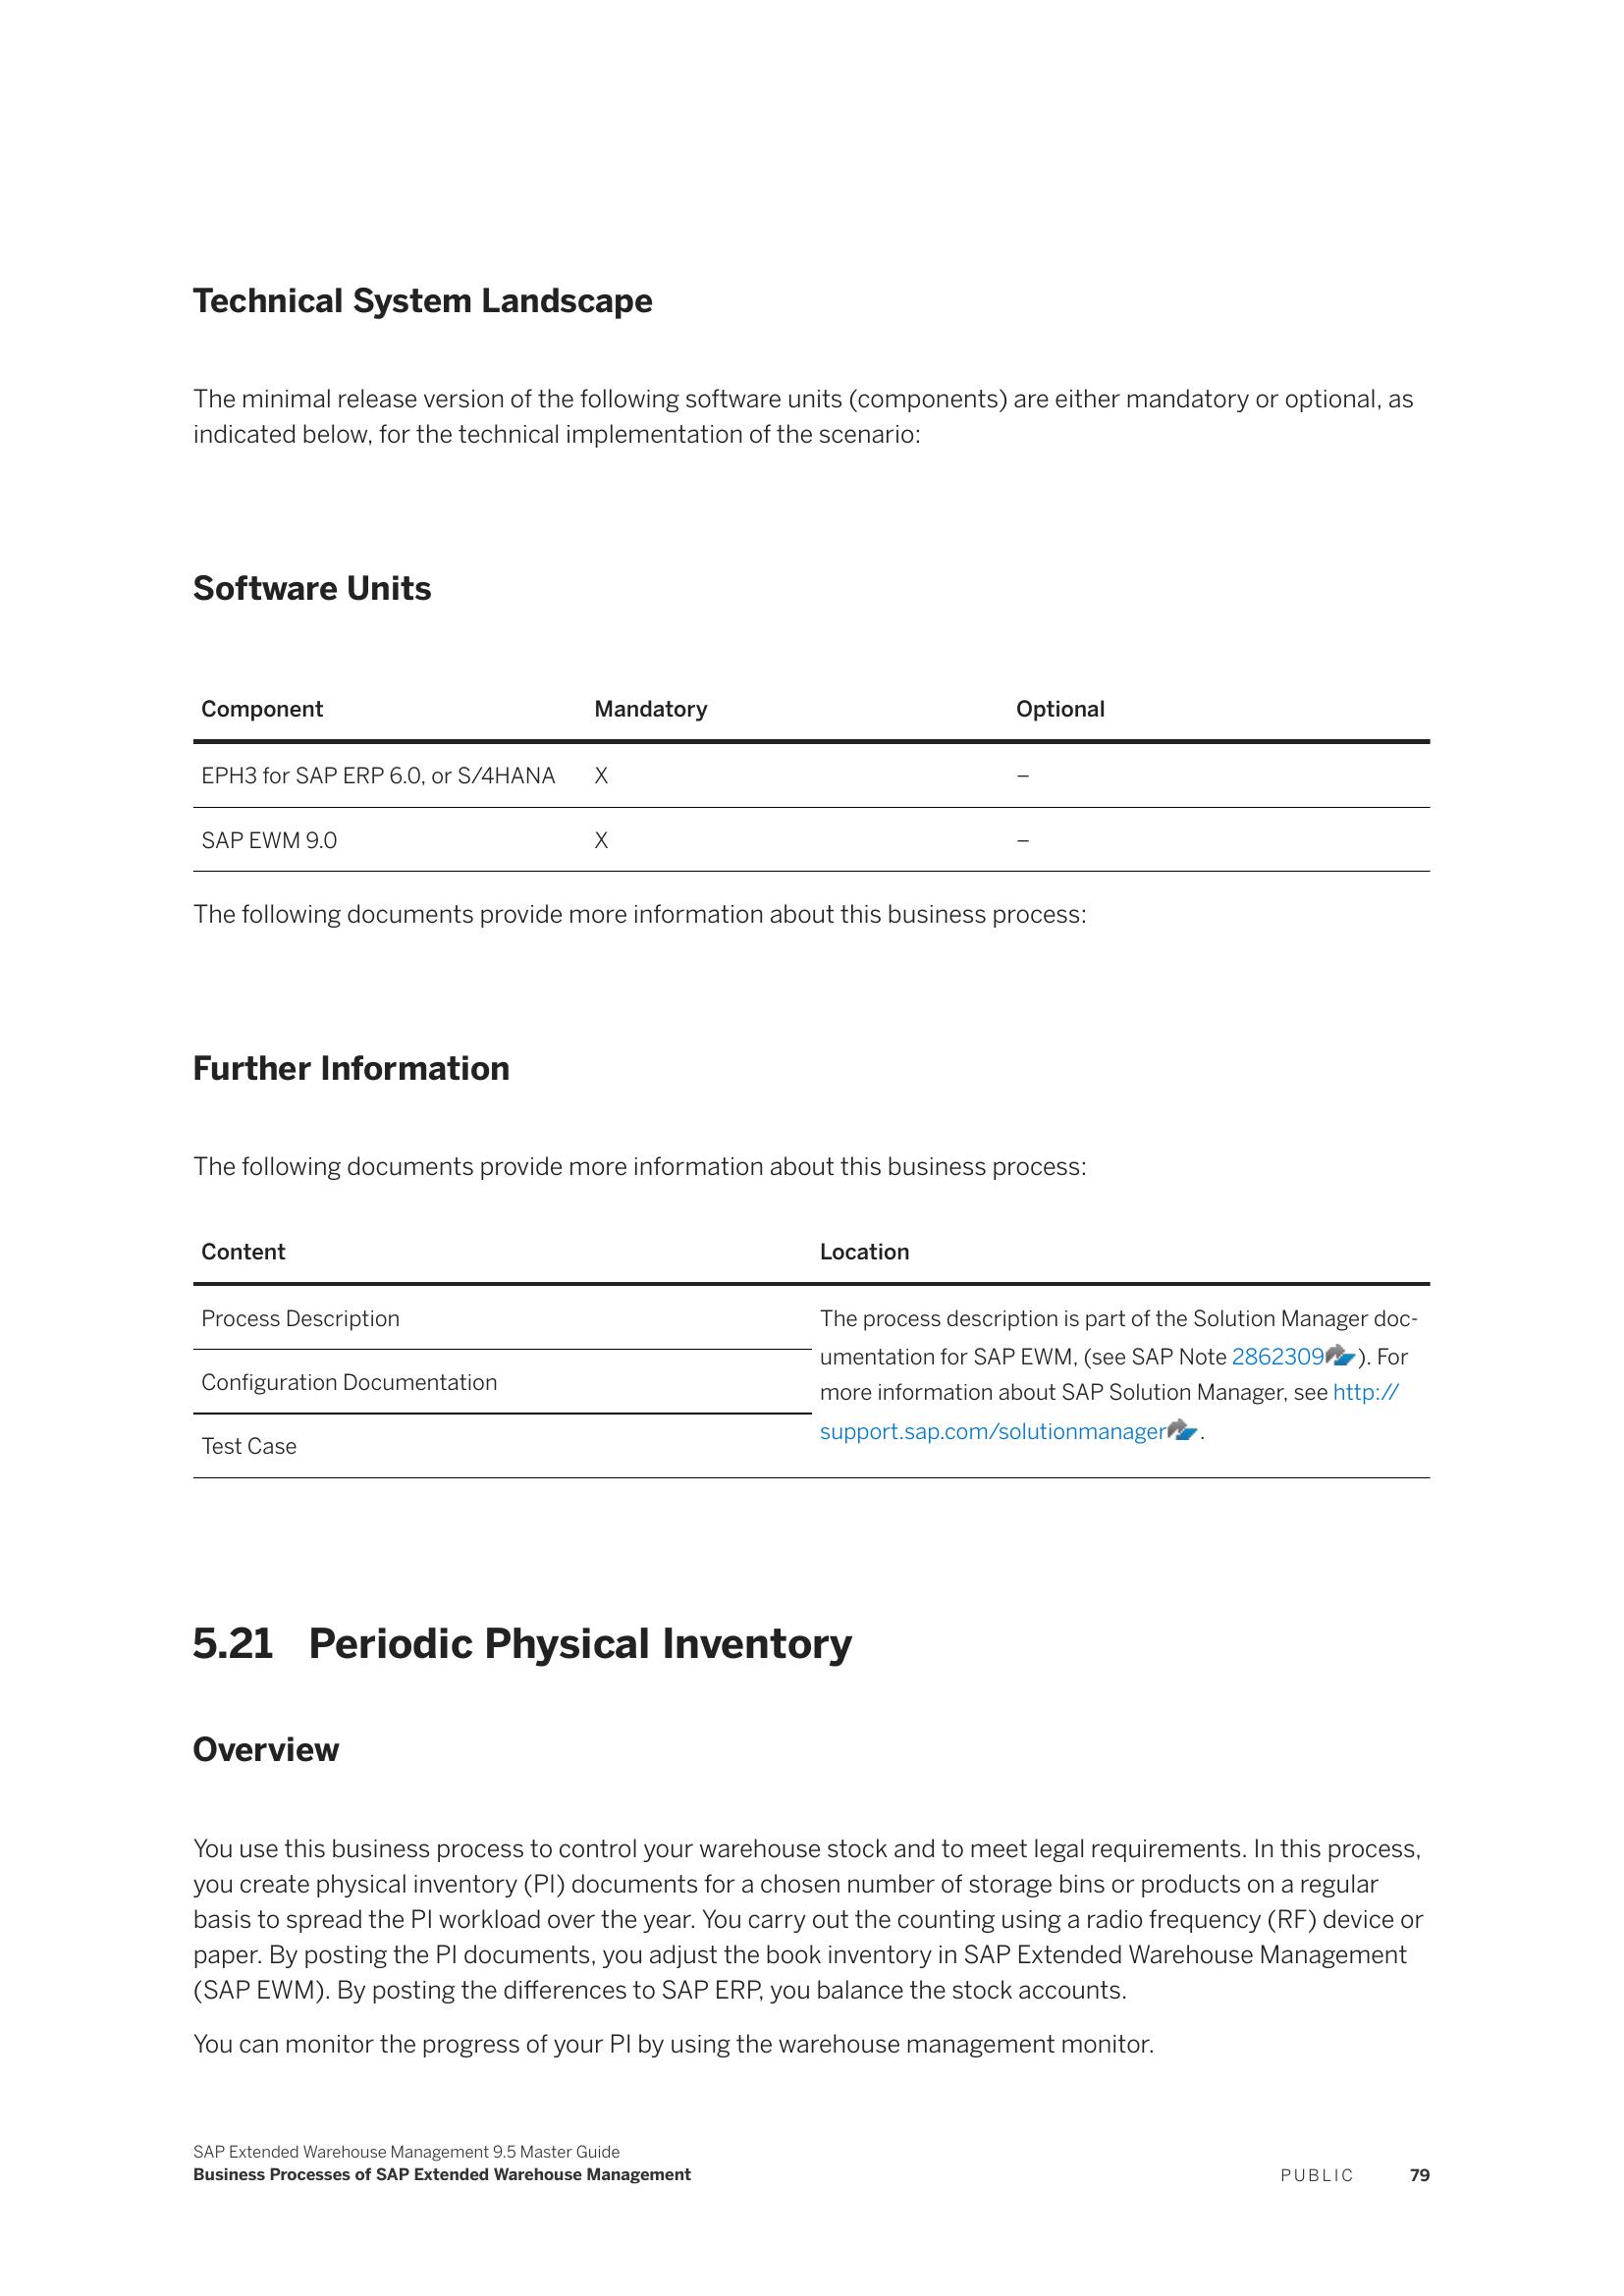 Technical System Landscape
The minimal release version of the following software units (components) are either mandatory or optional, as
indicated below, for the technical implementation of the scenario:
Software Units
Component Mandatory Optional
EPH3 for SAP ERP 6.0, or S/4HANA X –
SAP EWM 9.0 X –
The following documents provide more information about this business process:
Further Information
The following documents provide more information about this business process:
Content Location
Process Description
Configuration Documentation
Test Case
The process description is part of the Solution Manager doc-
umentation for SAP EWM, (see SAP Note 2862309). For
more information about SAP Solution Manager, see http://
support.sap.com/solutionmanager.
5.21 Periodic Physical Inventory
Overview
You use this business process to control your warehouse stock and to meet legal requirements. In this process,
you create physical inventory (PI) documents for a chosen number of storage bins or products on a regular
basis to spread the PI workload over the year. You carry out the counting using a radio frequency (RF) device or
paper. By posting the PI documents, you adjust the book inventory in SAP Extended Warehouse Management
(SAP EWM). By posting the differences to SAP ERP, you balance the stock accounts.
You can monitor the progress of your PI by using the warehouse management monitor.
SAP Extended Warehouse Management 9.5 Master Guide
Business Processes of SAP Extended Warehouse Management PUBLIC 79